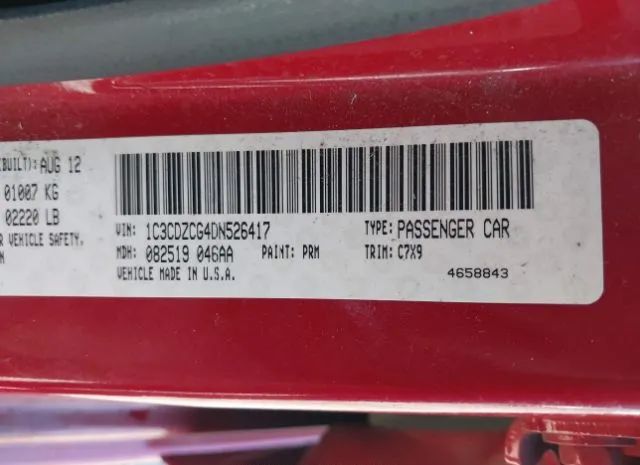 BUILT): AUG 12
01007 KG
02220 LB
R VEHICLE SAFETY,
N
VIN: 1C3CDZCG4DN526417
TYPE: PASSENGER CAR
MDH: 082519 046AA
PAINT: PRM
TRIM: C7X9
VEHICLE MADE IN U.S.A.
4658843